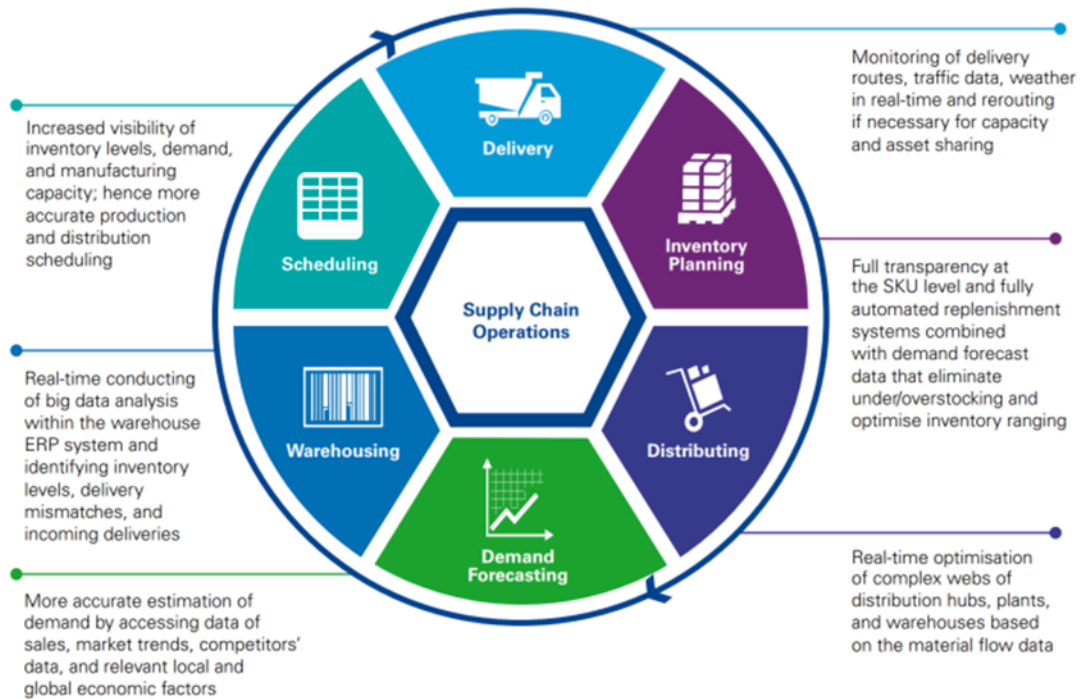 Delivery
Inventory
Planning
Distributing
Demand
Forecasting
Warehousing
Scheduling
Supply Chain
Operations
Monitoring of delivery
routes, traffic data, weather
in real-time and rerouting
if necessary for capacity
and asset sharing
Full transparency at
the SKU level and fully
automated replenishment
systems combined
with demand forecast
data that eliminate
under/overstocking and
optimise inventory ranging
Real-time optimisation
of complex webs of
distribution hubs, plants,
and warehouses based
on the material flow data
More accurate estimation of
demand by accessing data of
sales, market trends, competitors'
data, and relevant local and
global economic factors
Real-time conducting
of big data analysis
within the warehouse
ERP system and
identifying inventory
levels, delivery
mismatches, and
incoming deliveries
Increased visibility of
inventory levels, demand,
and manufacturing
capacity; hence more
accurate production
and distribution
scheduling